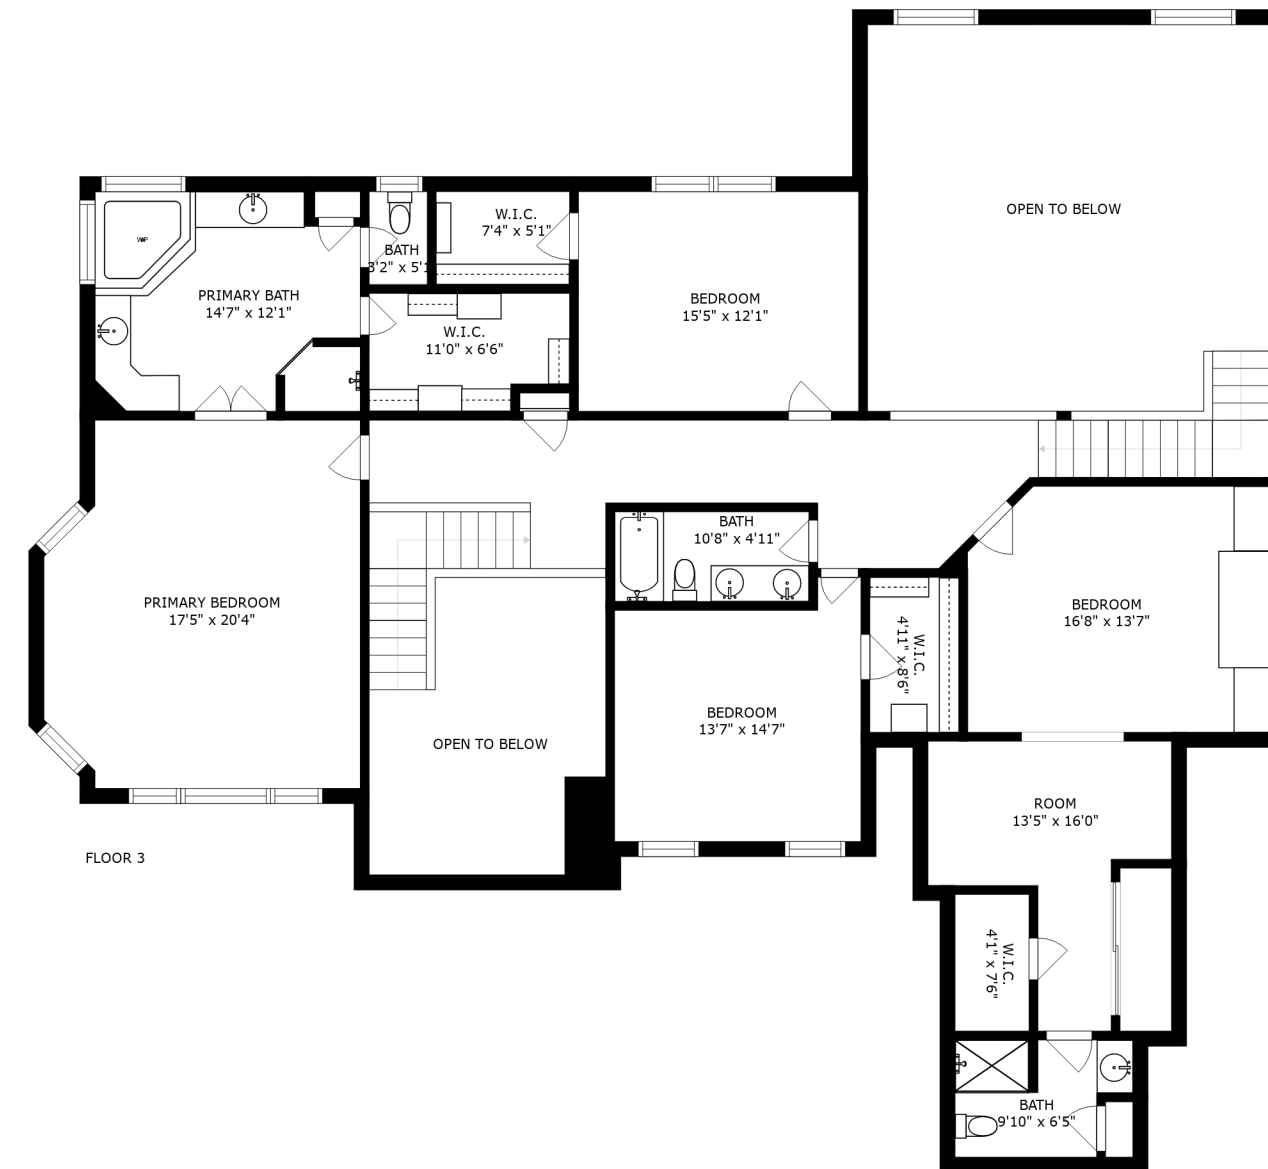 OPEN TO BELOW
W.I.C.
7'4" x 5'1"
BATH
3'2" x 5'1
WP
PRIMARY BATH
14'7" x 12'1"
BEDROOM
15'5" x 12'1"
W.I.C.
11'0" x 6'6"
BATH
10'8" x 4'11"
PRIMARY BEDROOM
17'5" x 20'4"
W.I.C.
4'11" x 8'6"
BEDROOM
16'8" x 13'7"
BEDROOM
13'7" x 14'7"
OPEN TO BELOW
ROOM
13'5" x 16'0"
FLOOR 3
W.I.C.
4'1" x 7'6"
BATH
9'10" x 6'5"